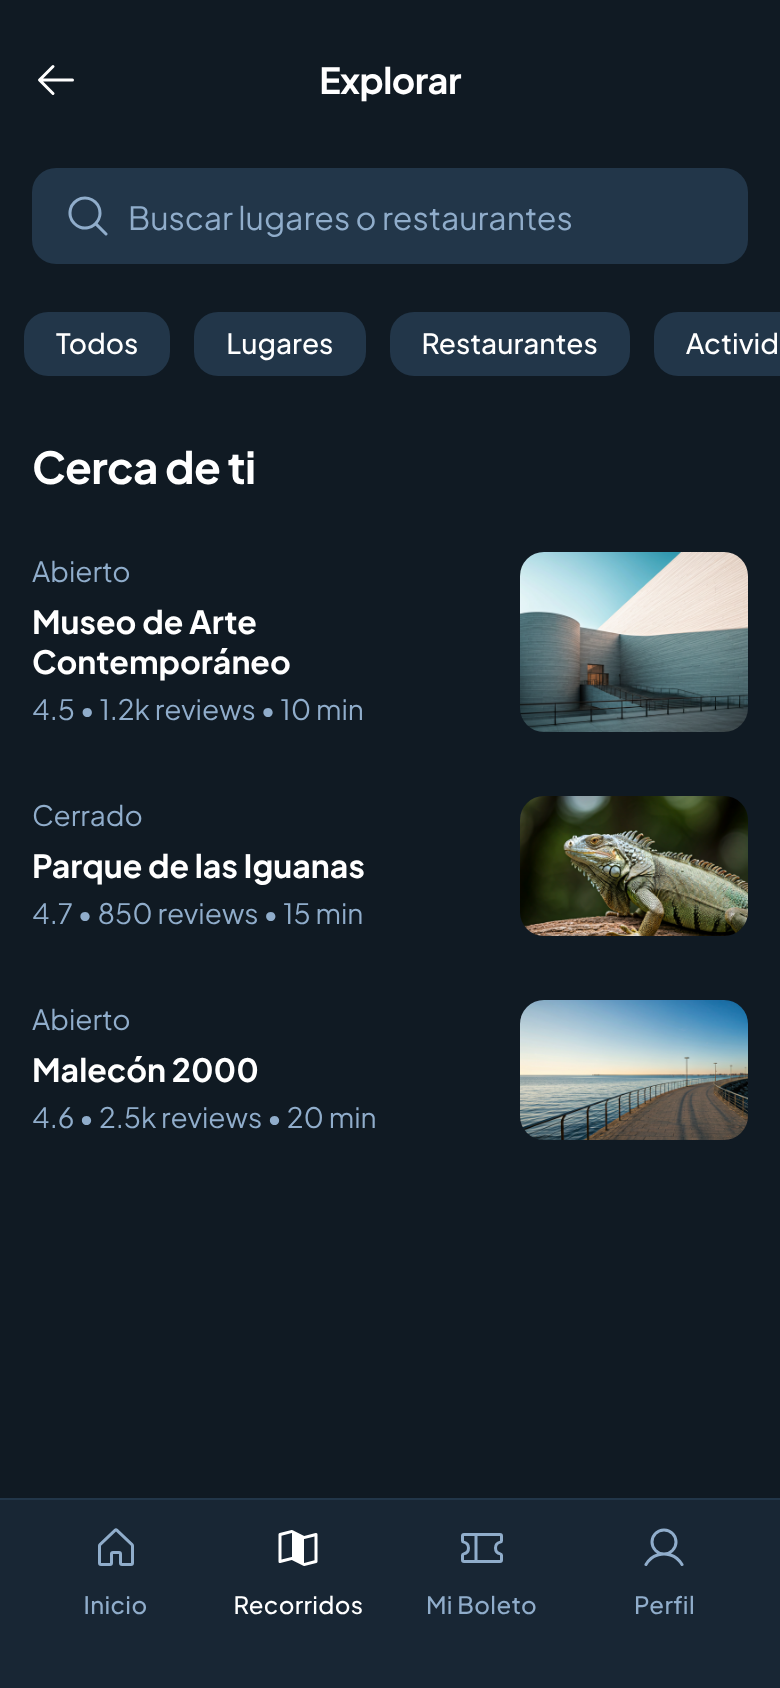 Explorar
Buscar lugares o restaurantes
Todos
Lugares
Restaurantes
Activid
Cerca de ti
Abierto
Museo de Arte
Contemporáneo
4.5 • 1.2k reviews • 10 min
Cerrado
Parque de las Iguanas
4.7 • 850 reviews • 15 min
Abierto
Malecón 2000
4.6 • 2.5k reviews • 20 min
Inicio
Recorridos
Mi Boleto
Perfil